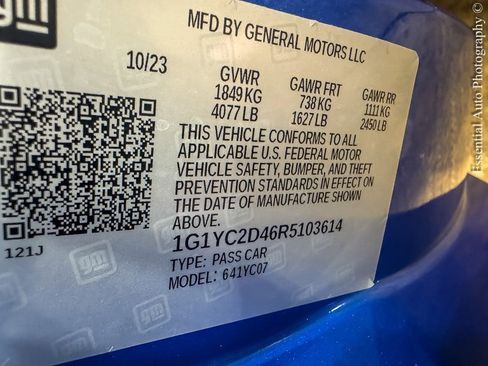 gm
MFD BY GENERAL MOTORS LLC
10/23
GVWR GAWR FRT GAWR RR
1849 KG 738 KG 1111 KG
4077 LB 1627 LB 2450 LB
THIS VEHICLE CONFORMS TO ALL
APPLICABLE U.S. FEDERAL MOTOR
VEHICLE SAFETY, BUMPER, AND THEFT
PREVENTION STANDARDS IN EFFECT ON
THE DATE OF MANUFACTURE SHOWN
ABOVE.
1G1YC2D46R5103614
TYPE: PASS CAR
MODEL: 641YC07
121J
gm
gm
Essential Auto Photography ©